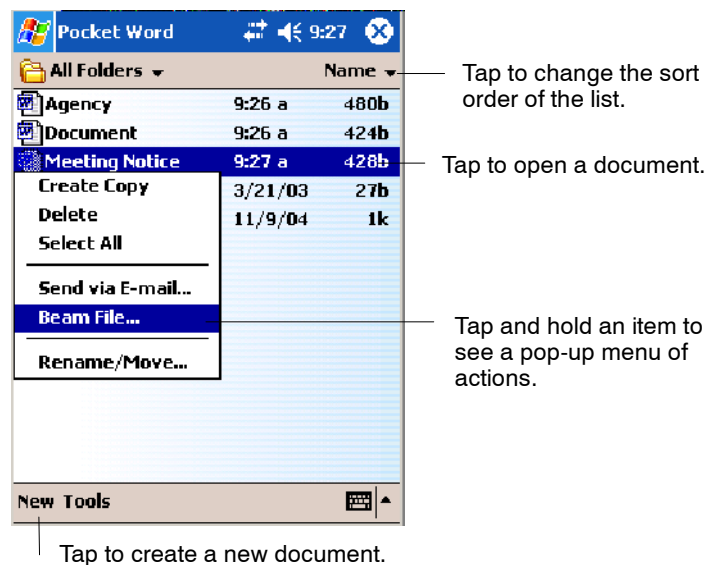 Pocket Word 9:27
All Folders Name
Tap to change the sort
order of the list.
Agency 9:26 a 480b
Document 9:26 a 424b
Meeting Notice 9:27 a 428b
Tap to open a document.
Create Copy 3/21/03 27b
Delete 11/9/04 1k
Select All
Send via E-mail...
Beam File...
Tap and hold an item to
see a pop-up menu of
actions.
Rename/Move...
New Tools
Tap to create a new document.